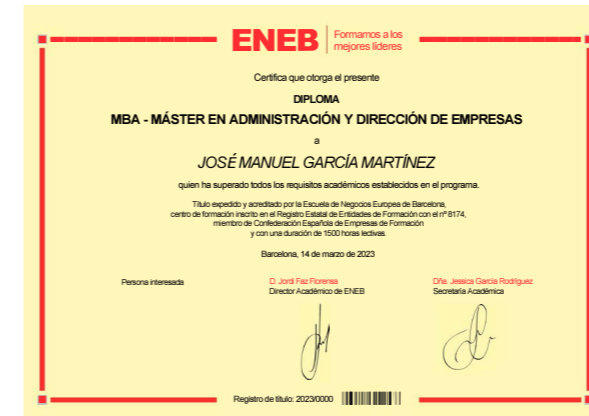 ENEB
Formamos a los
mejores líderes
Certifica que otorga el presente
DIPLOMA
MBA - MÁSTER EN ADMINISTRACIÓN Y DIRECCIÓN DE EMPRESAS
a
JOSÉ MANUEL GARCÍA MARTÍNEZ
quien ha superado todos los requisitos académicos establecidos en el programa.
Título expedido y acreditado por la Escuela de Negocios Europea de Barcelona,
centro de formación inscrito en el Registro Estatal de Entidades de Formación con el nº 8174,
miembro de Confederación Española de Empresas de Formación
y con una duración de 1500 horas lectivas.
Barcelona, 14 de marzo de 2023
Persona interesada
D. Jordi Faz Florensa
Director Académico de ENEB
Dña. Jessica García Rodríguez
Secretaría Académica
Registro de título: 2023/0000